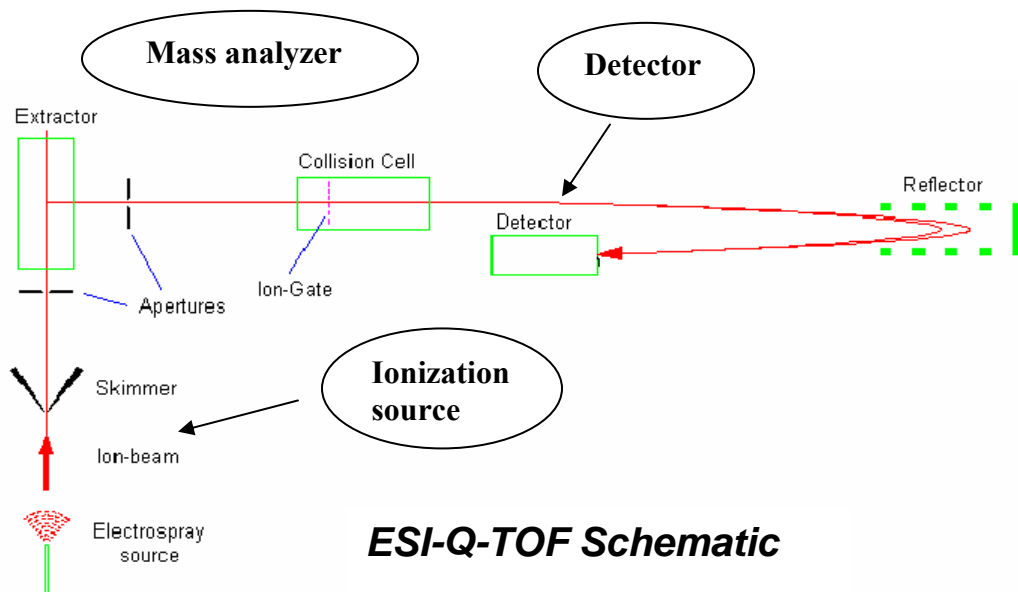 Mass analyzer
Detector
Extractor
Collision Cell
Reflector
Detector
Ion-Gate
Apertures
Ionization
source
Skimmer
Ion-beam
Electrospray
source
ESI-Q-TOF Schematic